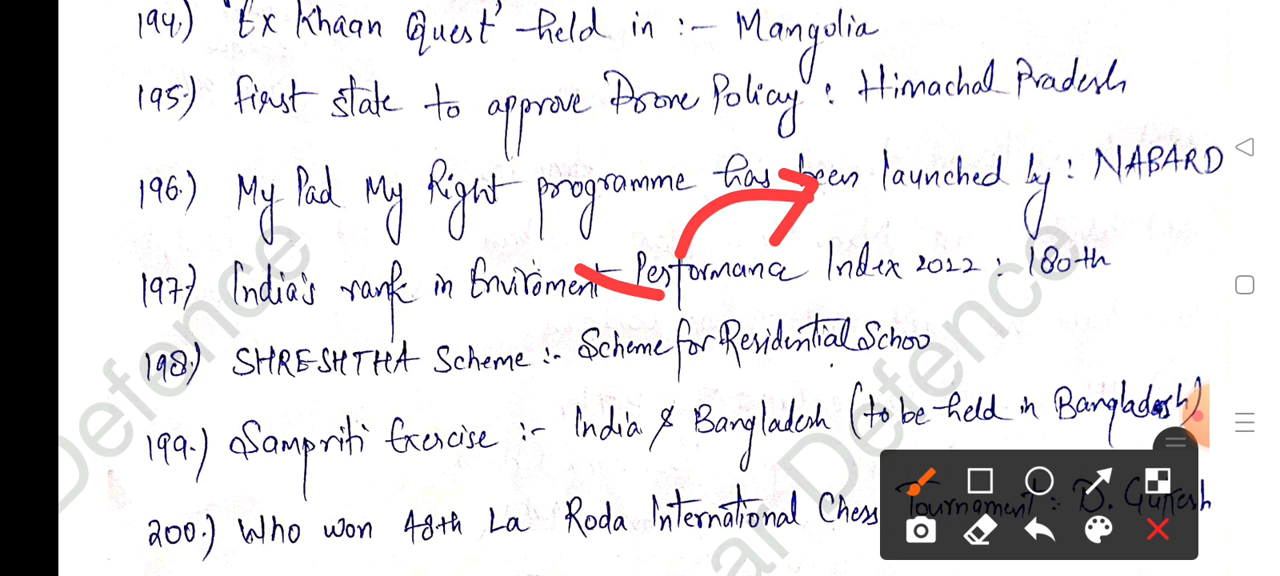 194.) 'Ex Khaan Quest' held in :- Mangolia
195.) First state to approve Drone Policy : Himachal Pradesh
196.) My Pad My Right programme has been launched by : NABARD
197.) India's rank in Enviroment Performance Index 2022 : 180th
198.) SHRESHTHA Scheme :- Scheme for Residential Schoo
199.) Sampriti Exercise :- India & Bangladesh (to be held in Bangladesh)
200.) Who won 48th La Roda International Chess Tournament : D. Gukesh
Defence
ar Defence